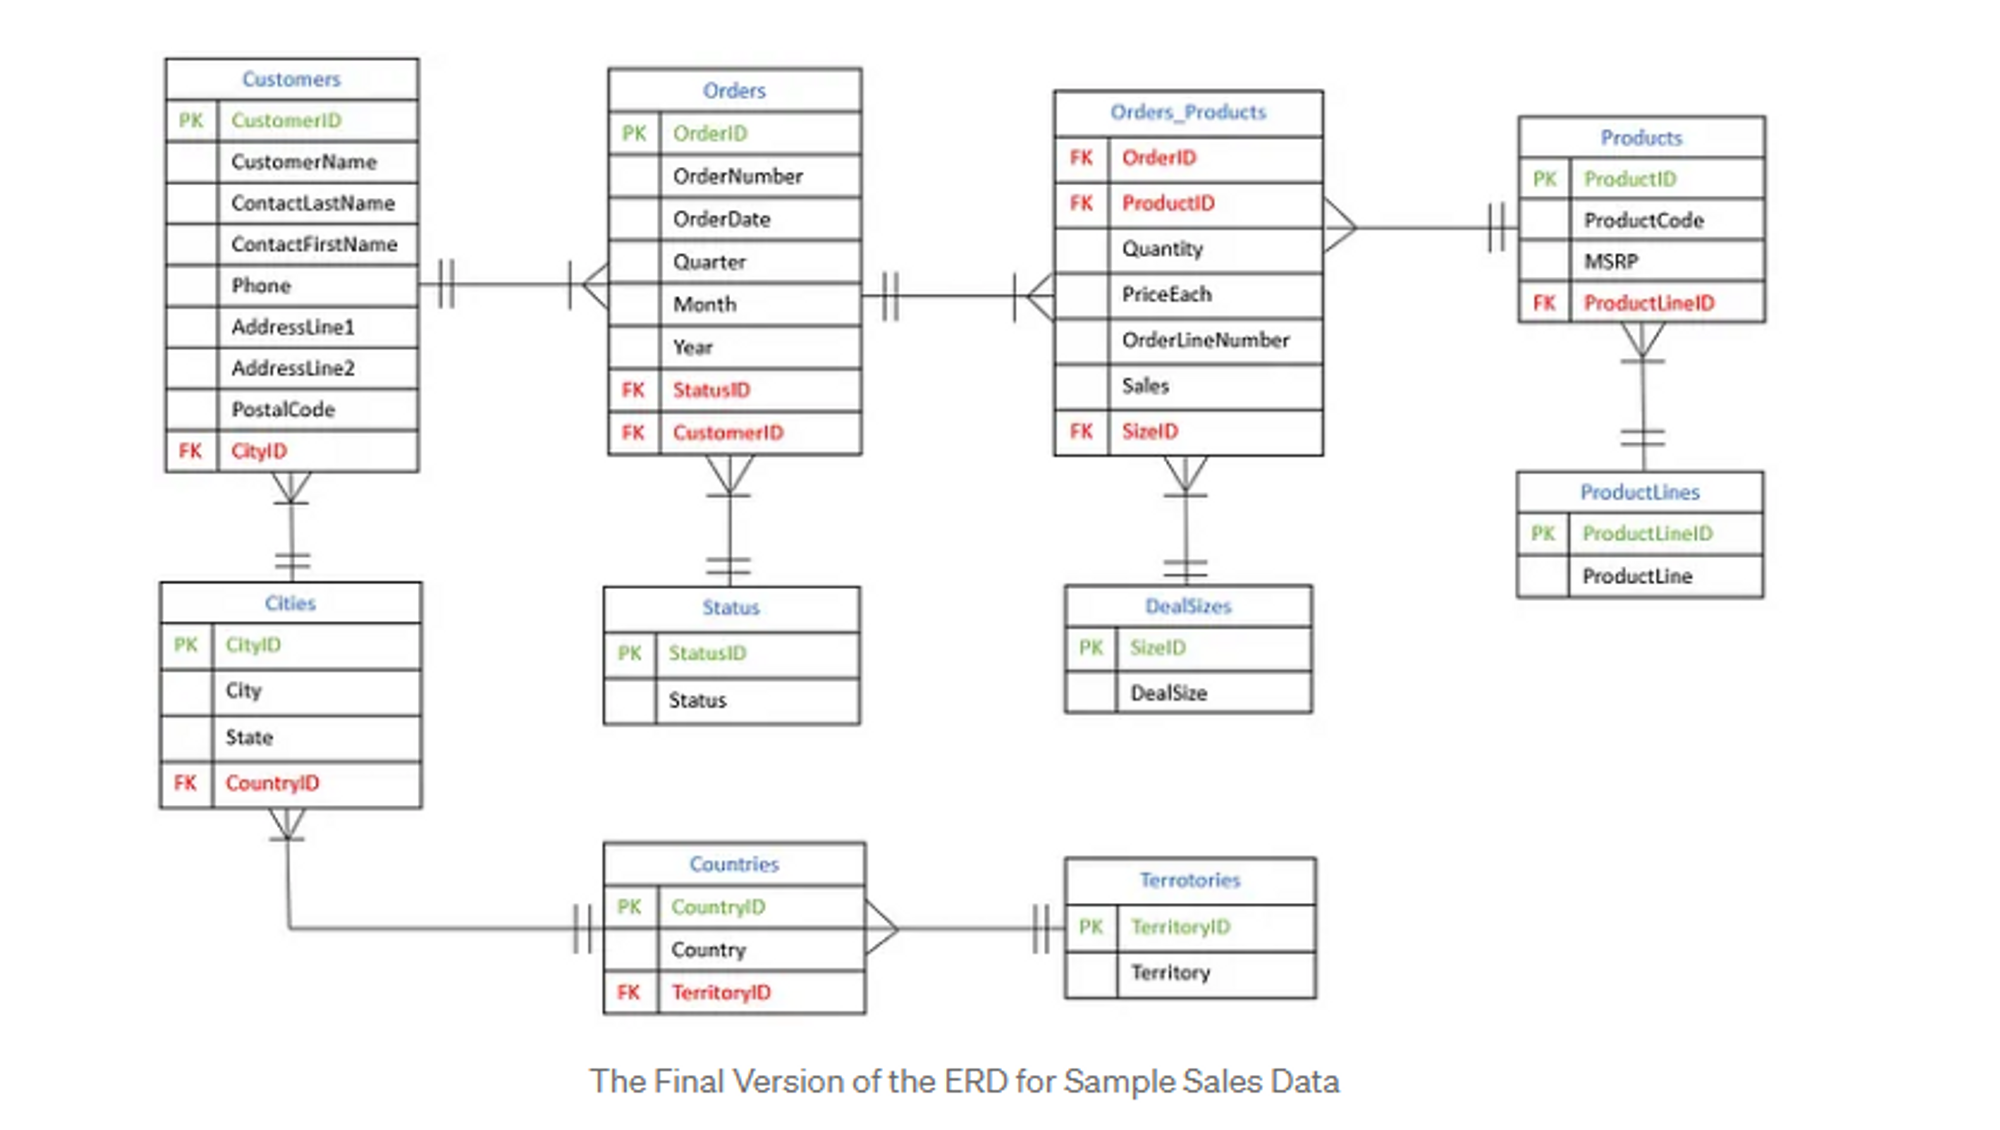 Customers
PK CustomerID
CustomerName
ContactLastName
ContactFirstName
Phone
AddressLine1
AddressLine2
PostalCode
FK CityID
Orders
PK OrderID
OrderNumber
OrderDate
Quarter
Month
Year
FK StatusID
FK CustomerID
Orders_Products
FK OrderID
FK ProductID
Quantity
PriceEach
OrderLineNumber
Sales
FK SizeID
Products
PK ProductID
ProductCode
MSRP
FK ProductLineID
ProductLines
PK ProductLineID
ProductLine
Cities
PK CityID
City
State
FK CountryID
Status
PK StatusID
Status
DealSizes
PK SizeID
DealSize
Countries
PK CountryID
Country
FK TerritoryID
Terrotories
PK TerritoryID
Territory
The Final Version of the ERD for Sample Sales Data